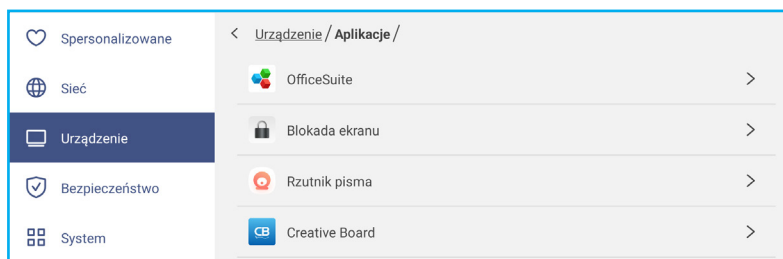 Spersonalizowane
Sieć
Urządzenie
Bezpieczeństwo
System
Urządzenie / Aplikacje /
OfficeSuite
Blokada ekranu
Rzutnik pisma
CB
Creative Board